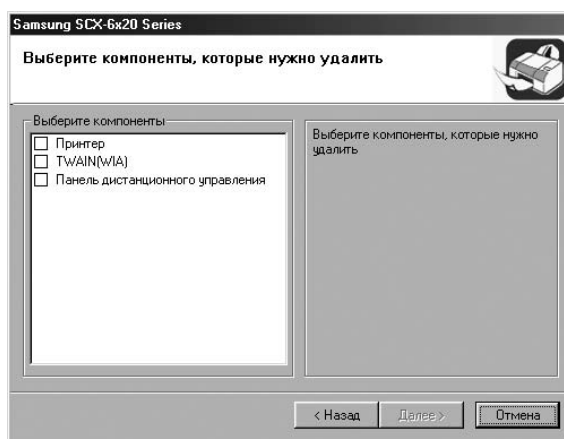 Samsung SCX-6x20 Series
Выберите компоненты, которые нужно удалить
Выберите компоненты
Принтер
TWAIN(WIA)
Панель дистанционного управления
Выберите компоненты, которые нужно
удалить
< Назад
Далее >
Отмена